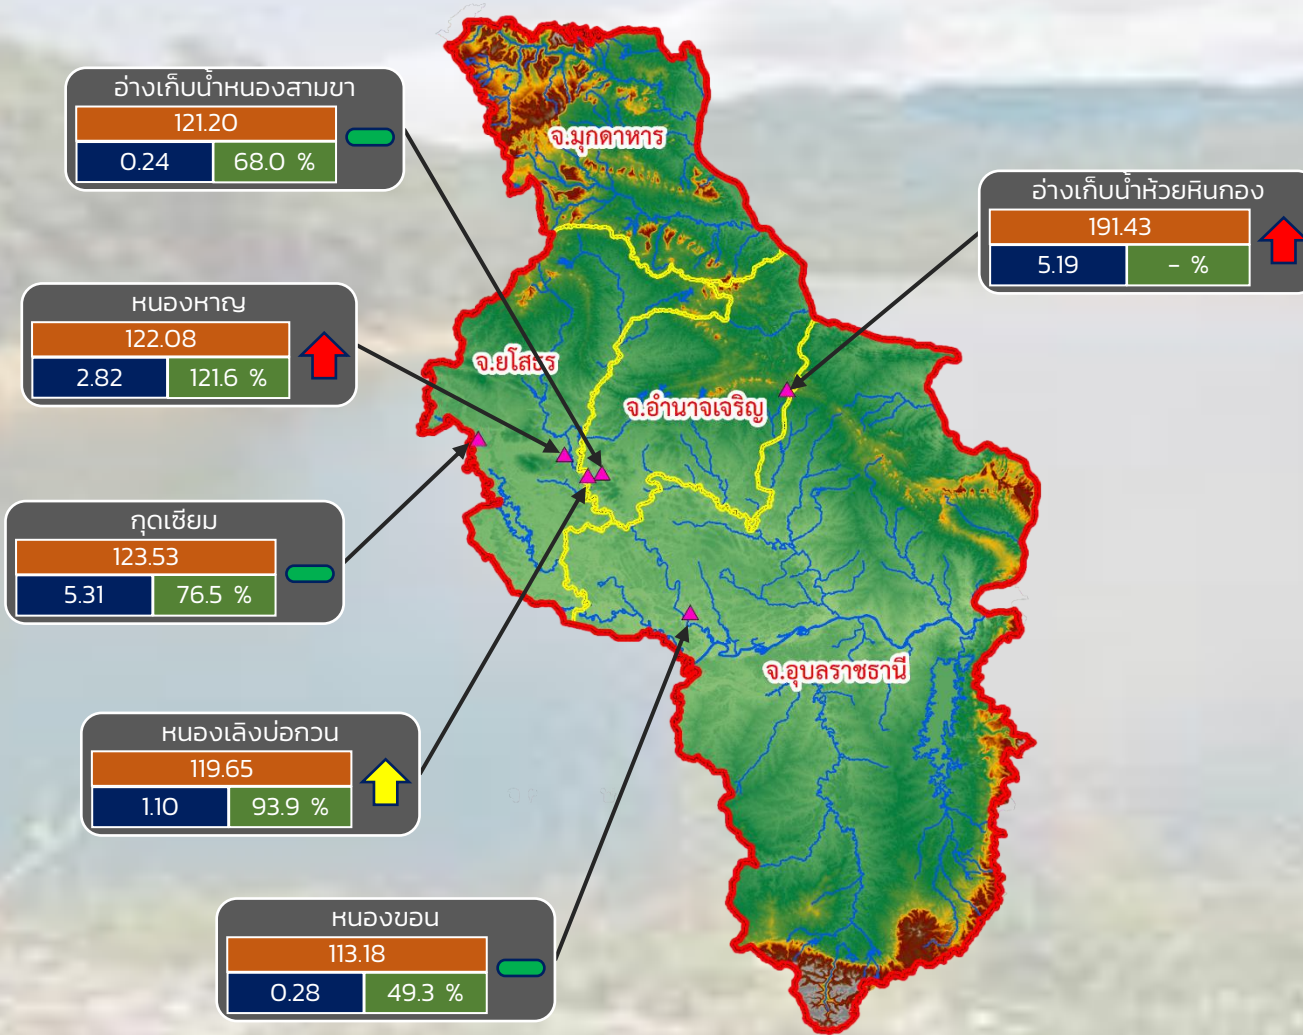 อ่างเก็บน้ำหนองสามขา
121.20
0.24 68.0 %
จ.มุกดาหาร
อ่างเก็บน้ำห้วยหินกอง
191.43
5.19 - %
หนองหาญ
122.08
2.82 121.6 %
จ.ยโสธร
จ.อำนาจเจริญ
กุดเซียม
123.53
5.31 76.5 %
จ.อุบลราชธานี
หนองเลิงบ่อกวน
119.65
1.10 93.9 %
หนองขอน
113.18
0.28 49.3 %